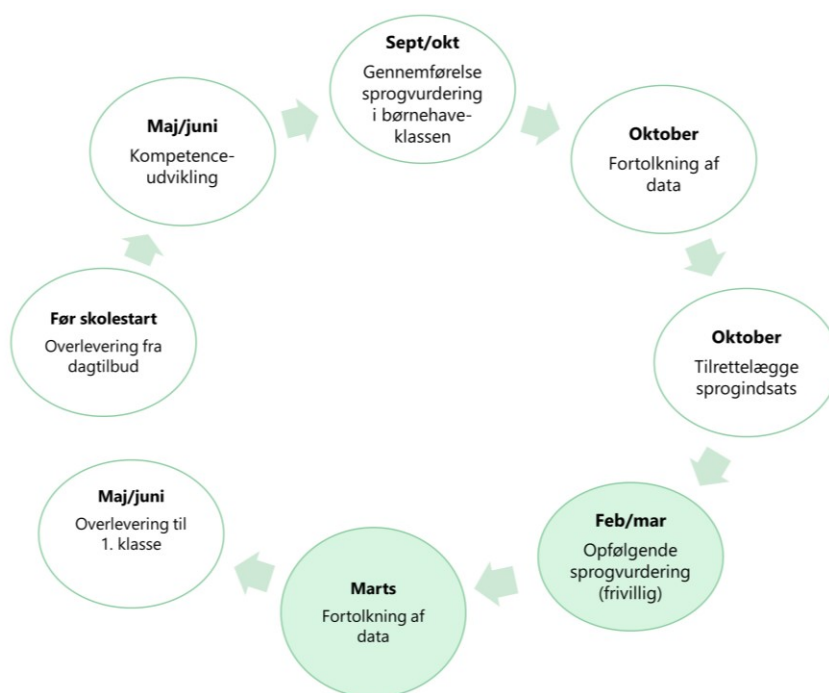 Sept/okt
Gennemførelse
sprogvurdering
i børnehave-
klassen
Oktober
Fortolkning af
data
Oktober
Tilrettelægge
sprogindsats
Feb/mar
Opfølgende
sprogvurdering
(frivillig)
Marts
Fortolkning af
data
Maj/juni
Overlevering til
1. klasse
Før skolestart
Overlevering fra
dagtilbud
Maj/juni
Kompetence-
udvikling